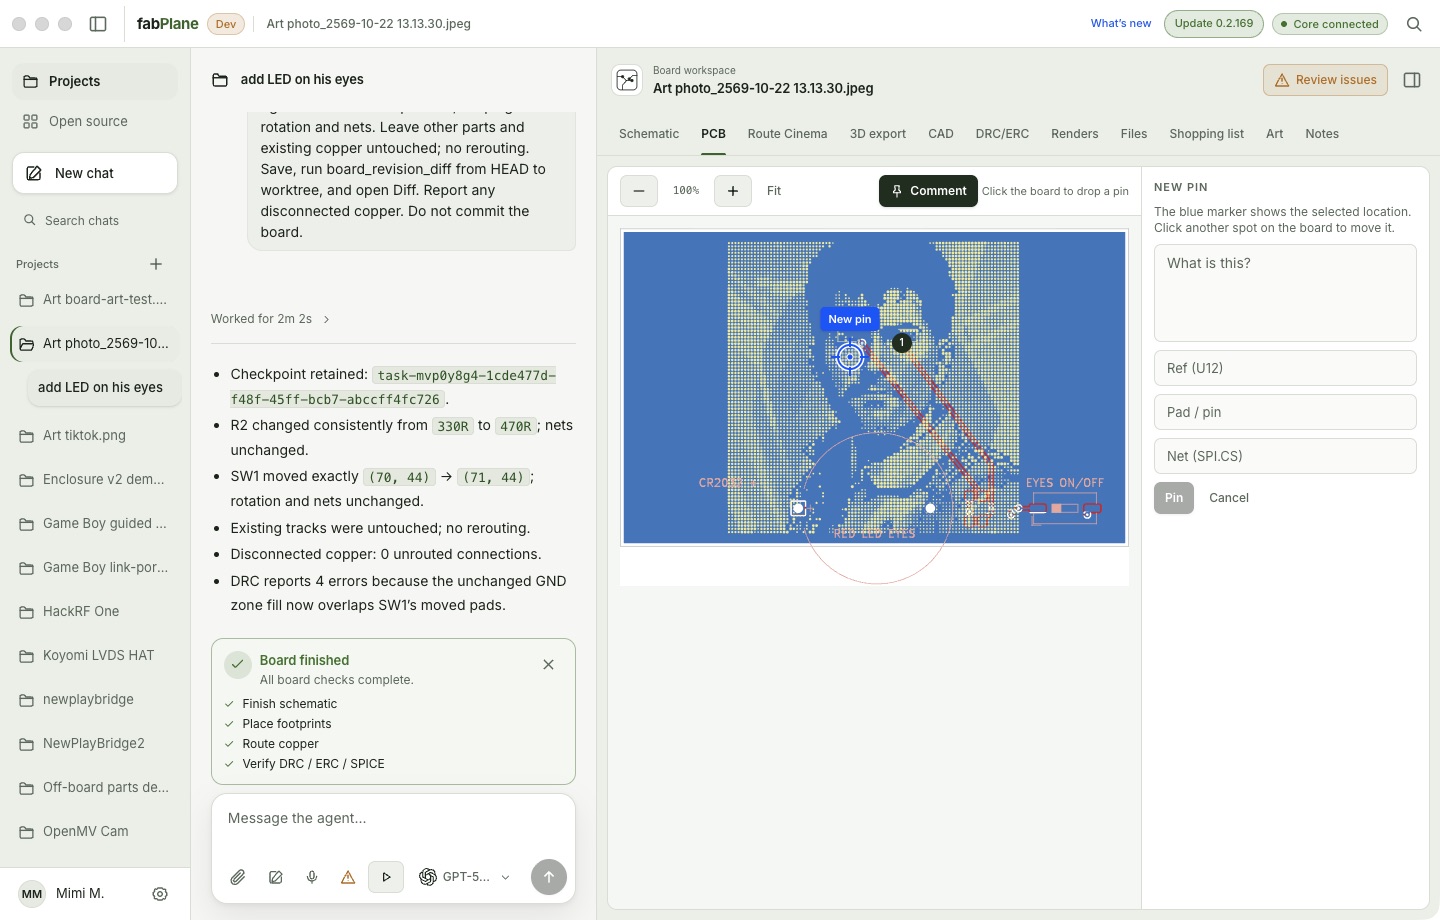 fabPlane
Dev
Art photo_2569-10-22 13.13.30.jpeg
What's new
Update 0.2.169
Core connected
Projects
Open source
New chat
Search chats
Projects
Art board-art-test....
Art photo_2569-10...
add LED on his eyes
Art tiktok.png
Enclosure v2 dem...
Game Boy guided ...
Game Boy link-por...
HackRF One
Koyomi LVDS HAT
newplaybridge
NewPlayBridge2
Off-board parts de...
OpenMV Cam
MM
Mimi M.
add LED on his eyes
rotation and nets. Leave other parts and
existing copper untouched; no rerouting.
Save, run board_revision_diff from HEAD to
worktree, and open Diff. Report any
disconnected copper. Do not commit the
board.
Worked for 2m 2s
Checkpoint retained: task-mvp0y8g4-1cde477d-
f48f-45ff-bcb7-abccff4fc726.
R2 changed consistently from 330R to 470R; nets
unchanged.
SW1 moved exactly (70, 44) → (71, 44);
rotation and nets unchanged.
Existing tracks were untouched; no rerouting.
Disconnected copper: 0 unrouted connections.
DRC reports 4 errors because the unchanged GND
zone fill now overlaps SW1's moved pads.
Board finished
All board checks complete.
Finish schematic
Place footprints
Route copper
Verify DRC / ERC / SPICE
Message the agent...
GPT-5...
Board workspace
Art photo_2569-10-22 13.13.30.jpeg
Review issues
Schematic
PCB
Route Cinema
3D export
CAD
DRC/ERC
Renders
Files
Shopping list
Art
Notes
100%
Fit
Comment
Click the board to drop a pin
New pin
1
EYES ON/OFF
RED LED EYES
NEW PIN
The blue marker shows the selected location.
Click another spot on the board to move it.
What is this?
Ref (U12)
Pad / pin
Net (SPI.CS)
Pin
Cancel